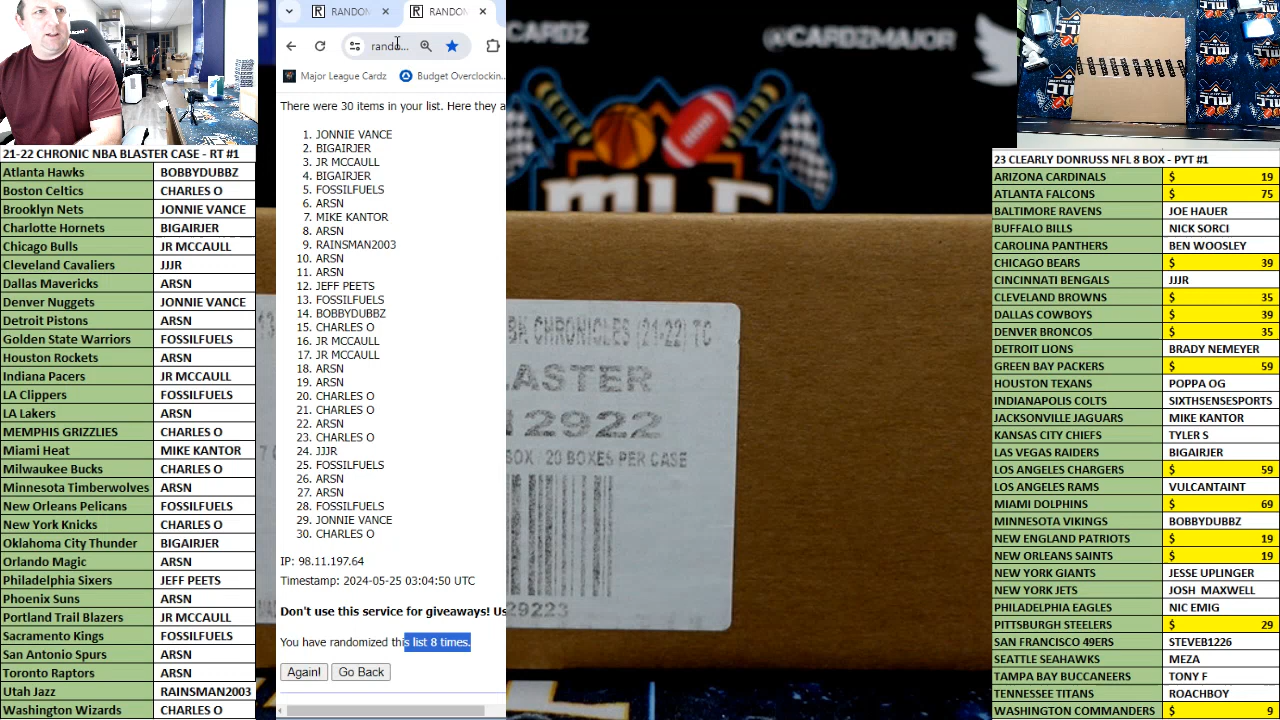 21-22 CHRONIC NBA BLASTER CASE - RT #1
Atlanta Hawks BOBBYDUBBZ
Boston Celtics CHARLES O
Brooklyn Nets JONNIE VANCE
Charlotte Hornets BIGAIRJER
Chicago Bulls JR MCCAULL
Cleveland Cavaliers JJJR
Dallas Mavericks ARSN
Denver Nuggets JONNIE VANCE
Detroit Pistons ARSN
Golden State Warriors FOSSILFUELS
Houston Rockets ARSN
Indiana Pacers JR MCCAULL
LA Clippers FOSSILFUELS
LA Lakers ARSN
MEMPHIS GRIZZLIES CHARLES O
Miami Heat MIKE KANTOR
Milwaukee Bucks CHARLES O
Minnesota Timberwolves ARSN
New Orleans Pelicans FOSSILFUELS
New York Knicks CHARLES O
Oklahoma City Thunder BIGAIRJER
Orlando Magic ARSN
Philadelphia Sixers JEFF PEETS
Phoenix Suns ARSN
Portland Trail Blazers JR MCCAULL
Sacramento Kings FOSSILFUELS
San Antonio Spurs ARSN
Toronto Raptors ARSN
Utah Jazz RAINSMAN2003
Washington Wizards CHARLES O
RANDOM RANDOM
rando...
Major League Cardz Budget Overclockin
There were 30 items in your list. Here they a
1. JONNIE VANCE
2. BIGAIRJER
3. JR MCCAULL
4. BIGAIRJER
5. FOSSILFUELS
6. ARSN
7. MIKE KANTOR
8. ARSN
9. RAINSMAN2003
10. ARSN
11. ARSN
12. JEFF PEETS
13. FOSSILFUELS
14. BOBBYDUBBZ
15. CHARLES O
16. JR MCCAULL
17. JR MCCAULL
18. ARSN
19. ARSN
20. CHARLES O
21. CHARLES O
22. ARSN
23. CHARLES O
24. JJJR
25. FOSSILFUELS
26. ARSN
27. ARSN
28. FOSSILFUELS
29. JONNIE VANCE
30. CHARLES O
IP: 98.11.197.64
Timestamp: 2024-05-25 03:04:50 UTC
Don't use this service for giveaways! Us
You have randomized this list 8 times.
Again! Go Back
CARDZ @CARDZMAJOR
MLC
CHRONICLES (21-22) TC
LASTER
12922
BOX / 20 BOXES PER CASE
29223
23 CLEARLY DONRUSS NFL 8 BOX - PYT #1
ARIZONA CARDINALS $ 19
ATLANTA FALCONS $ 75
BALTIMORE RAVENS JOE HAUER
BUFFALO BILLS NICK SORCI
CAROLINA PANTHERS BEN WOOSLEY
CHICAGO BEARS $ 39
CINCINNATI BENGALS JJJR
CLEVELAND BROWNS $ 35
DALLAS COWBOYS $ 39
DENVER BRONCOS $ 35
DETROIT LIONS BRADY NEMEYER
GREEN BAY PACKERS $ 59
HOUSTON TEXANS POPPA OG
INDIANAPOLIS COLTS SIXTHSENSESPORTS
JACKSONVILLE JAGUARS MIKE KANTOR
KANSAS CITY CHIEFS TYLER S
LAS VEGAS RAIDERS BIGAIRJER
LOS ANGELES CHARGERS $ 59
LOS ANGELES RAMS VULCANTAINT
MIAMI DOLPHINS $ 69
MINNESOTA VIKINGS BOBBYDUBBZ
NEW ENGLAND PATRIOTS $ 19
NEW ORLEANS SAINTS $ 19
NEW YORK GIANTS JESSE UPLINGER
NEW YORK JETS JOSH MAXWELL
PHILADELPHIA EAGLES NIC EMIG
PITTSBURGH STEELERS $ 29
SAN FRANCISCO 49ERS STEVEB1226
SEATTLE SEAHAWKS MEZA
TAMPA BAY BUCCANEERS TONY F
TENNESSEE TITANS ROACHBOY
WASHINGTON COMMANDERS $ 9